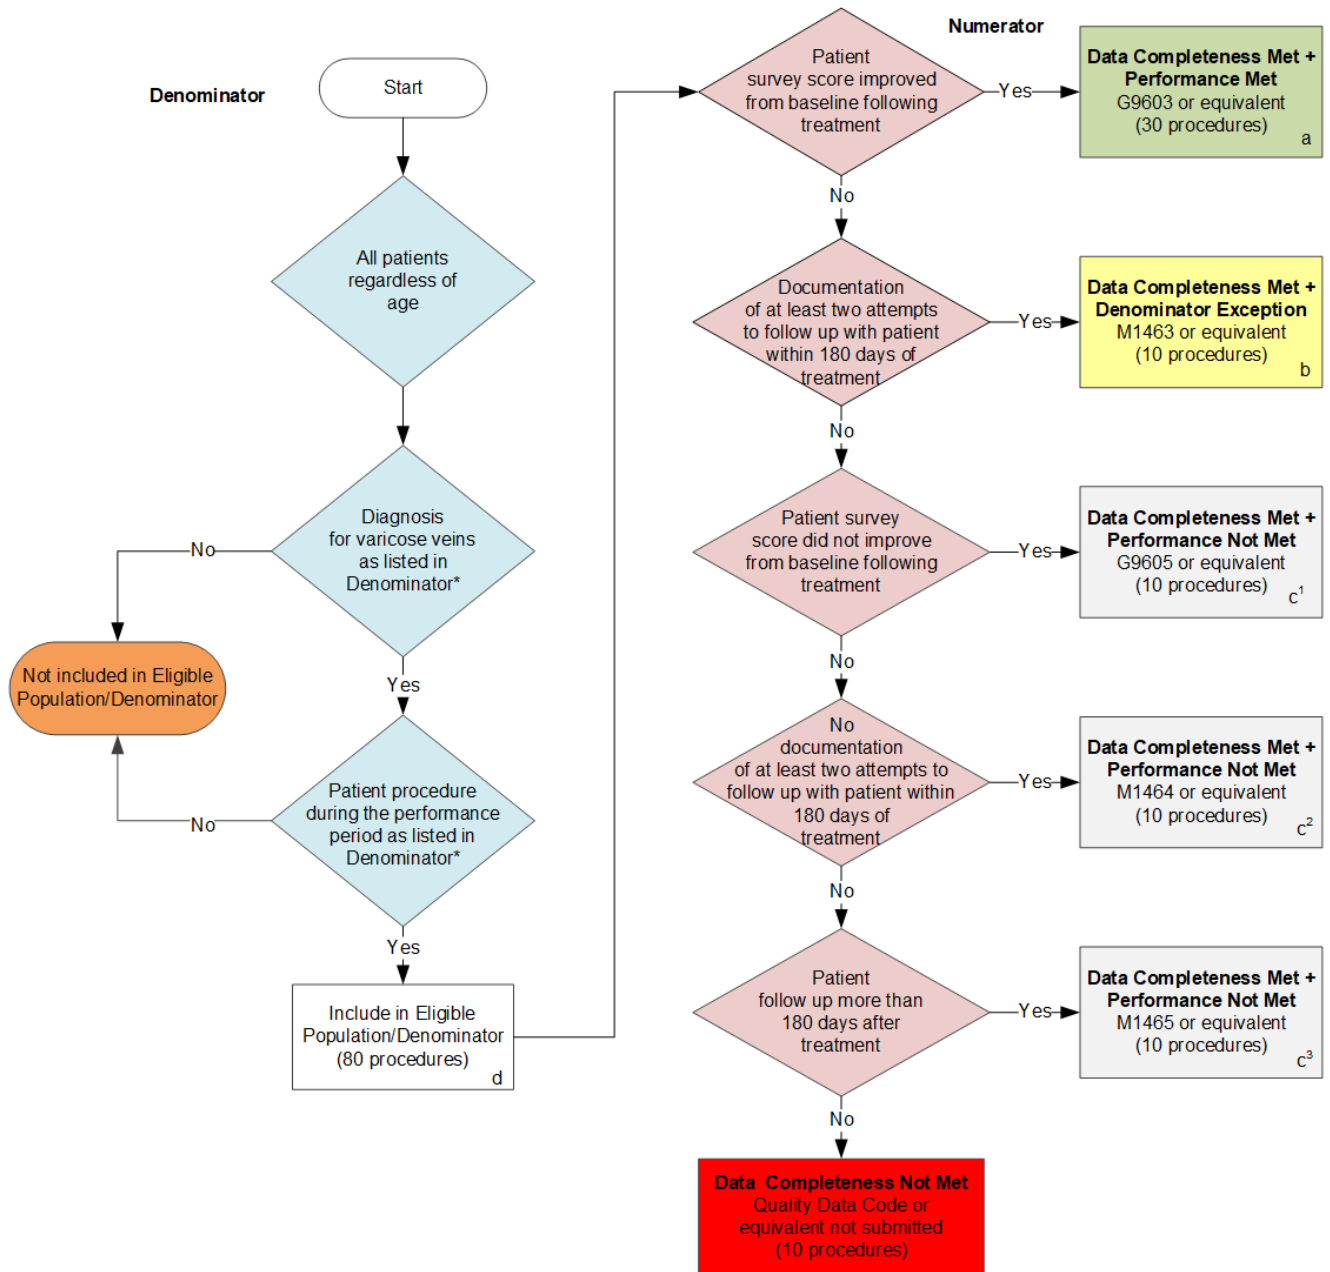 Denominator
Start
All patients
regardless of
age
Diagnosis
for varicose veins
as listed in
Denominator*
No
Yes
Not included in Eligible
Population/Denominator
Patient procedure
during the performance
period as listed in
Denominator*
No
Yes
Include in Eligible
Population/Denominator
(80 procedures)
d
Numerator
Patient
survey score improved
from baseline following
treatment
Yes
Data Completeness Met +
Performance Met
G9603 or equivalent
(30 procedures)
a
No
Documentation
of at least two attempts
to follow up with patient
within 180 days of
treatment
Yes
Data Completeness Met +
Denominator Exception
M1463 or equivalent
(10 procedures)
b
No
Patient survey
score did not improve
from baseline following
treatment
Yes
Data Completeness Met +
Performance Not Met
G9605 or equivalent
(10 procedures)
c¹
No
No
documentation
of at least two attempts to
follow up with patient within
180 days of
treatment
Yes
Data Completeness Met +
Performance Not Met
M1464 or equivalent
(10 procedures)
c²
No
Patient
follow up more than
180 days after
treatment
Yes
Data Completeness Met +
Performance Not Met
M1465 or equivalent
(10 procedures)
c³
No
Data Completeness Not Met
Quality Data Code or
equivalent not submitted
(10 procedures)